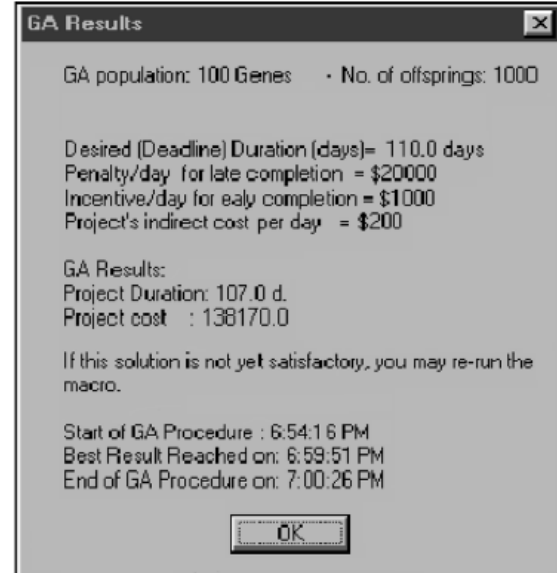 GA Results
GA population: 100 Genes · No. of offsprings: 1000
Desired (Deadline) Duration (days)= 110.0 days
Penalty/day for late completion = $20000
Incentive/day for ealy completion = $1000
Project's indirect cost per day = $200
GA Results:
Project Duration: 107.0 d.
Project cost : 138170.0
If this solution is not yet satisfactory, you may re-run the
macro.
Start of GA Procedure : 6:54:16 PM
Best Result Reached on: 6:59:51 PM
End of GA Procedure on: 7:00:26 PM
OK